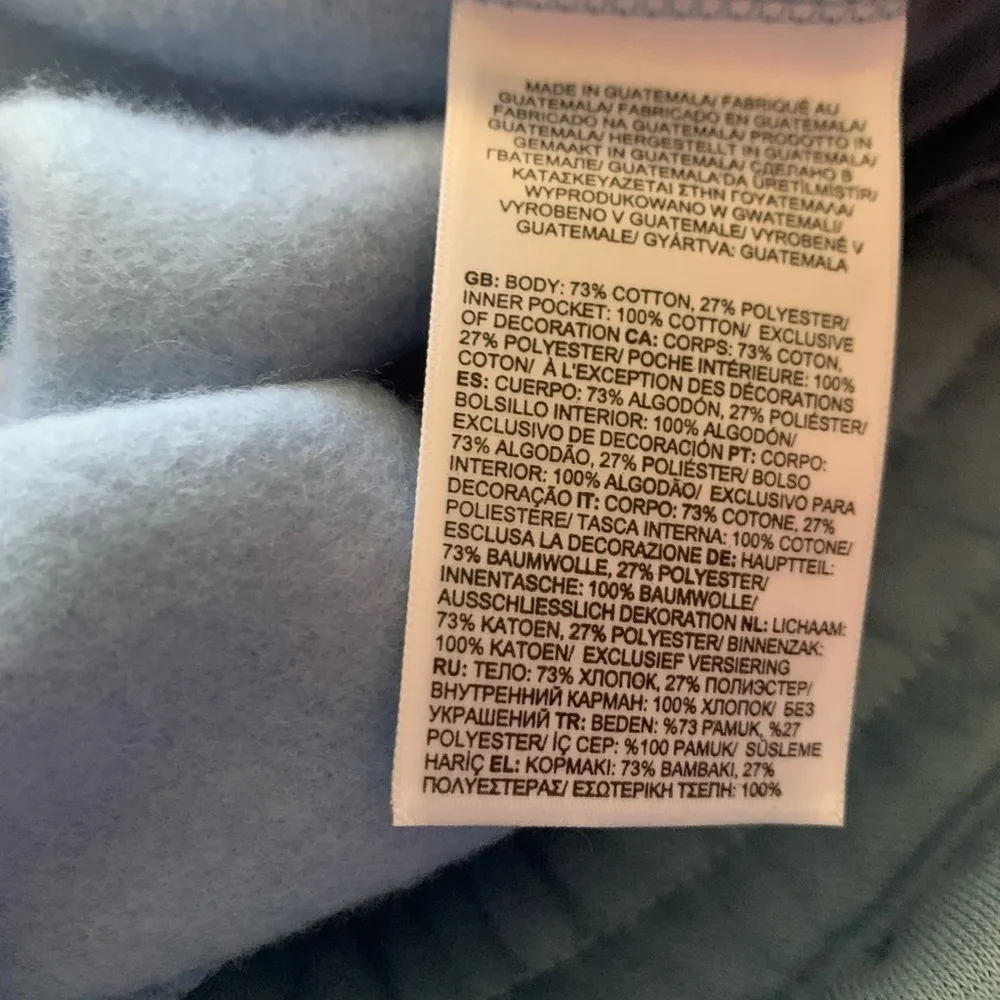 MADE IN GUATEMALA/ FABRIQUÉ AU
GUATEMALA/ FABRICADO EN GUATEMALA/
FABRICADO NA GUATEMALA/ PRODOTTO IN
GUATEMALA/ HERGESTELLT IN GUATEMALA/
GEMAAKT IN GUATEMALA/ СДЕЛАНО В
ГВАТЕМАЛЕ/ GUATEMALA'DA ÜRETİLMİSTİR/
ΚΑΤΑΣΚΕΥΑΖΕΤΑΙ ΣΤΗΝ ΓΟΥΑΤΕΜΑΛΑ/
WYPRODUKOWANO W GWATEMALI/
VYROBENO V GUATEMALE/ VYROBENÉ V
GUATEMALE/ GYÁRTVA: GUATEMALA
GB: BODY: 73% COTTON, 27% POLYESTER/
INNER POCKET: 100% COTTON/ EXCLUSIVE
OF DECORATION CA: CORPS: 73% COTON,
27% POLYESTER/ POCHE INTÉRIEURE: 100%
COTON/ À L'EXCEPTION DES DÉCORATIONS
ES: CUERPO: 73% ALGODÓN, 27% POLIÉSTER/
BOLSILLO INTERIOR: 100% ALGODÓN/
EXCLUSIVO DE DECORACIÓN PT: CORPO:
73% ALGODÃO, 27% POLIÉSTER/ BOLSO
INTERIOR: 100% ALGODÃO/ EXCLUSIVO PARA
DECORAÇÃO IT: CORPO: 73% COTONE, 27%
POLIESTERE/ TASCA INTERNA: 100% COTONE/
ESCLUSA LA DECORAZIONE DE: HAUPTTEIL:
73% BAUMWOLLE, 27% POLYESTER/
INNENTASCHE: 100% BAUMWOLLE/
AUSSCHLIESSLICH DEKORATION NL: LICHAAM:
73% KATOEN, 27% POLYESTER/ BINNENZAK:
100% KATOEN/ EXCLUSIEF VERSIERING
RU: ТЕЛО: 73% ХЛОПОК, 27% ПОЛИЭСТЕР/
ВНУТРЕННИЙ КАРМАН: 100% ХЛОПОК/ БЕЗ
УКРАШЕНИЙ TR: BEDEN: %73 PAMUK, %27
POLYESTER/ İÇ CEP: %100 PAMUK/ SÜSLEME
HARİÇ EL: ΚΟΡΜΑΚΙ: 73% ΒΑΜΒΑΚΙ, 27%
ΠΟΛΥΕΣΤΕΡΑΣ/ ΕΣΩΤΕΡΙΚΗ ΤΣΕΠΗ: 100%